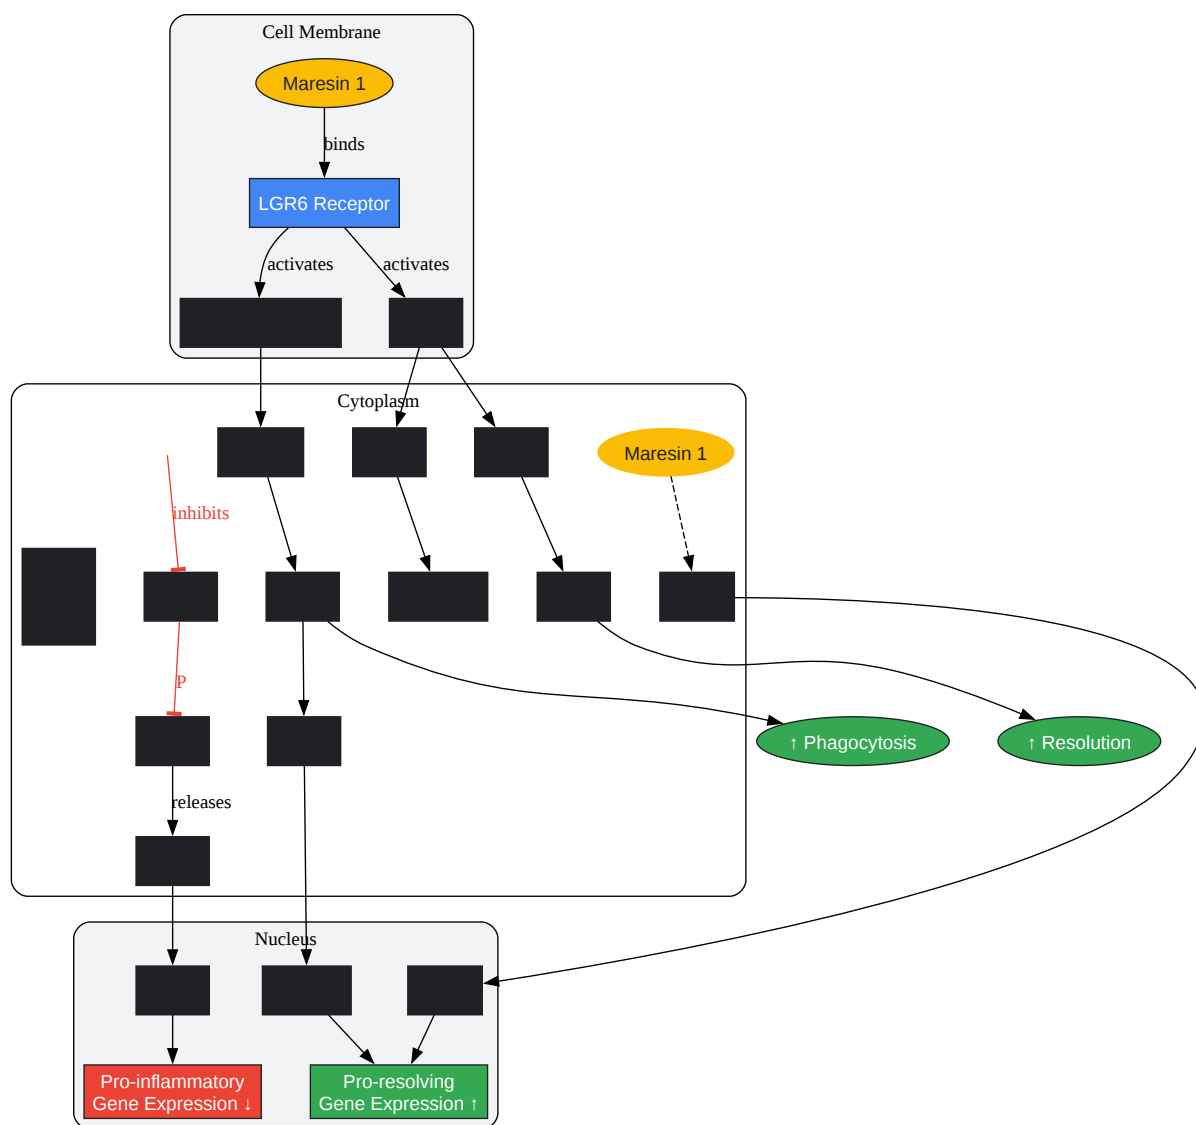 Cell Membrane
Maresin 1
binds
LGR6 Receptor
activates
activates
Cytoplasm
Maresin 1
inhibits
P
↑ Phagocytosis
↑ Resolution
releases
Nucleus
Pro-inflammatory
Gene Expression ↓
Pro-resolving
Gene Expression ↑